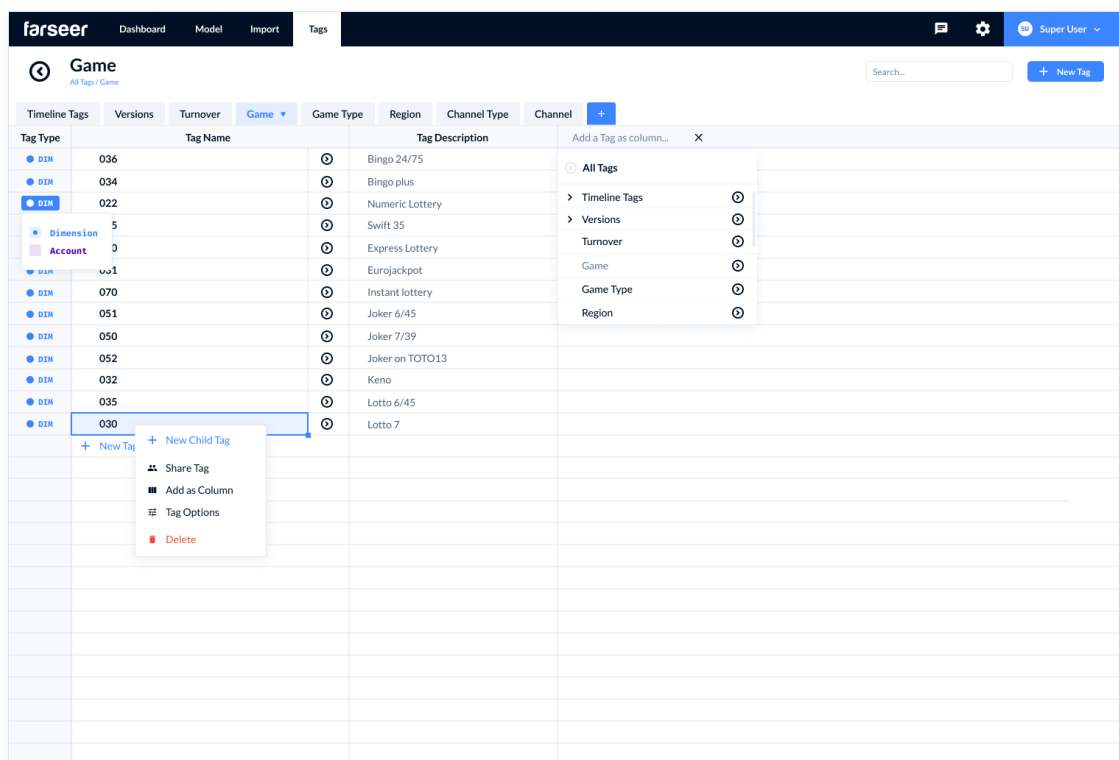 farseer Dashboard Model Import Tags SU Super User
Game
All Tags / Game
Search... + New Tag
Timeline Tags Versions Turnover Game Game Type Region Channel Type Channel +
Tag Type Tag Name Tag Description Add a Tag as column...
DIM 036 Bingo 24/75
DIM 034 Bingo plus
DIM 022 Numeric Lottery
5 Swift 35
0 Express Lottery
031 Eurojackpot
DIM 070 Instant lottery
DIM 051 Joker 6/45
DIM 050 Joker 7/39
DIM 052 Joker on TOTO13
DIM 032 Keno
DIM 035 Lotto 6/45
DIM 030 Lotto 7
+ New Tag
Dimension
Account
All Tags
Timeline Tags
Versions
Turnover
Game
Game Type
Region
+ New Child Tag
Share Tag
Add as Column
Tag Options
Delete